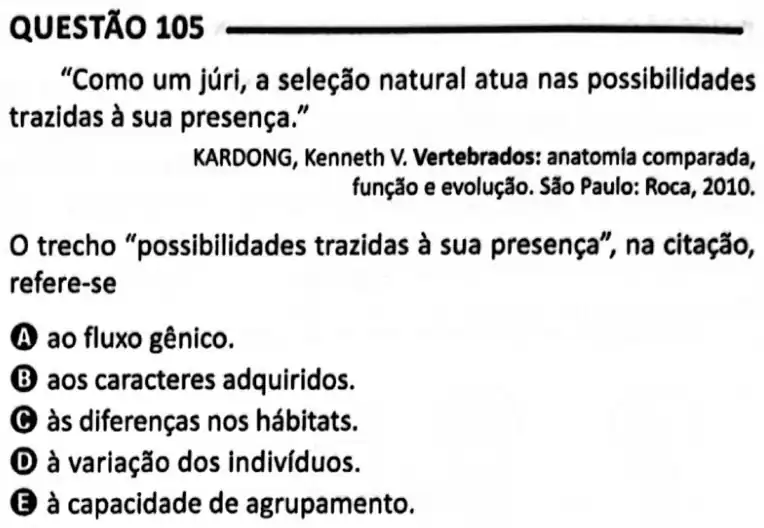 QUESTÃO 105
"Como um júri, a seleção natural atua nas possibilidades
trazidas à sua presença."
KARDONG, Kenneth V. Vertebrados: anatomia comparada,
função e evolução. São Paulo: Roca, 2010.
O trecho "possibilidades trazidas à sua presença", na citação,
refere-se
A ao fluxo gênico.
B aos caracteres adquiridos.
C às diferenças nos hábitats.
D à variação dos indivíduos.
E à capacidade de agrupamento.